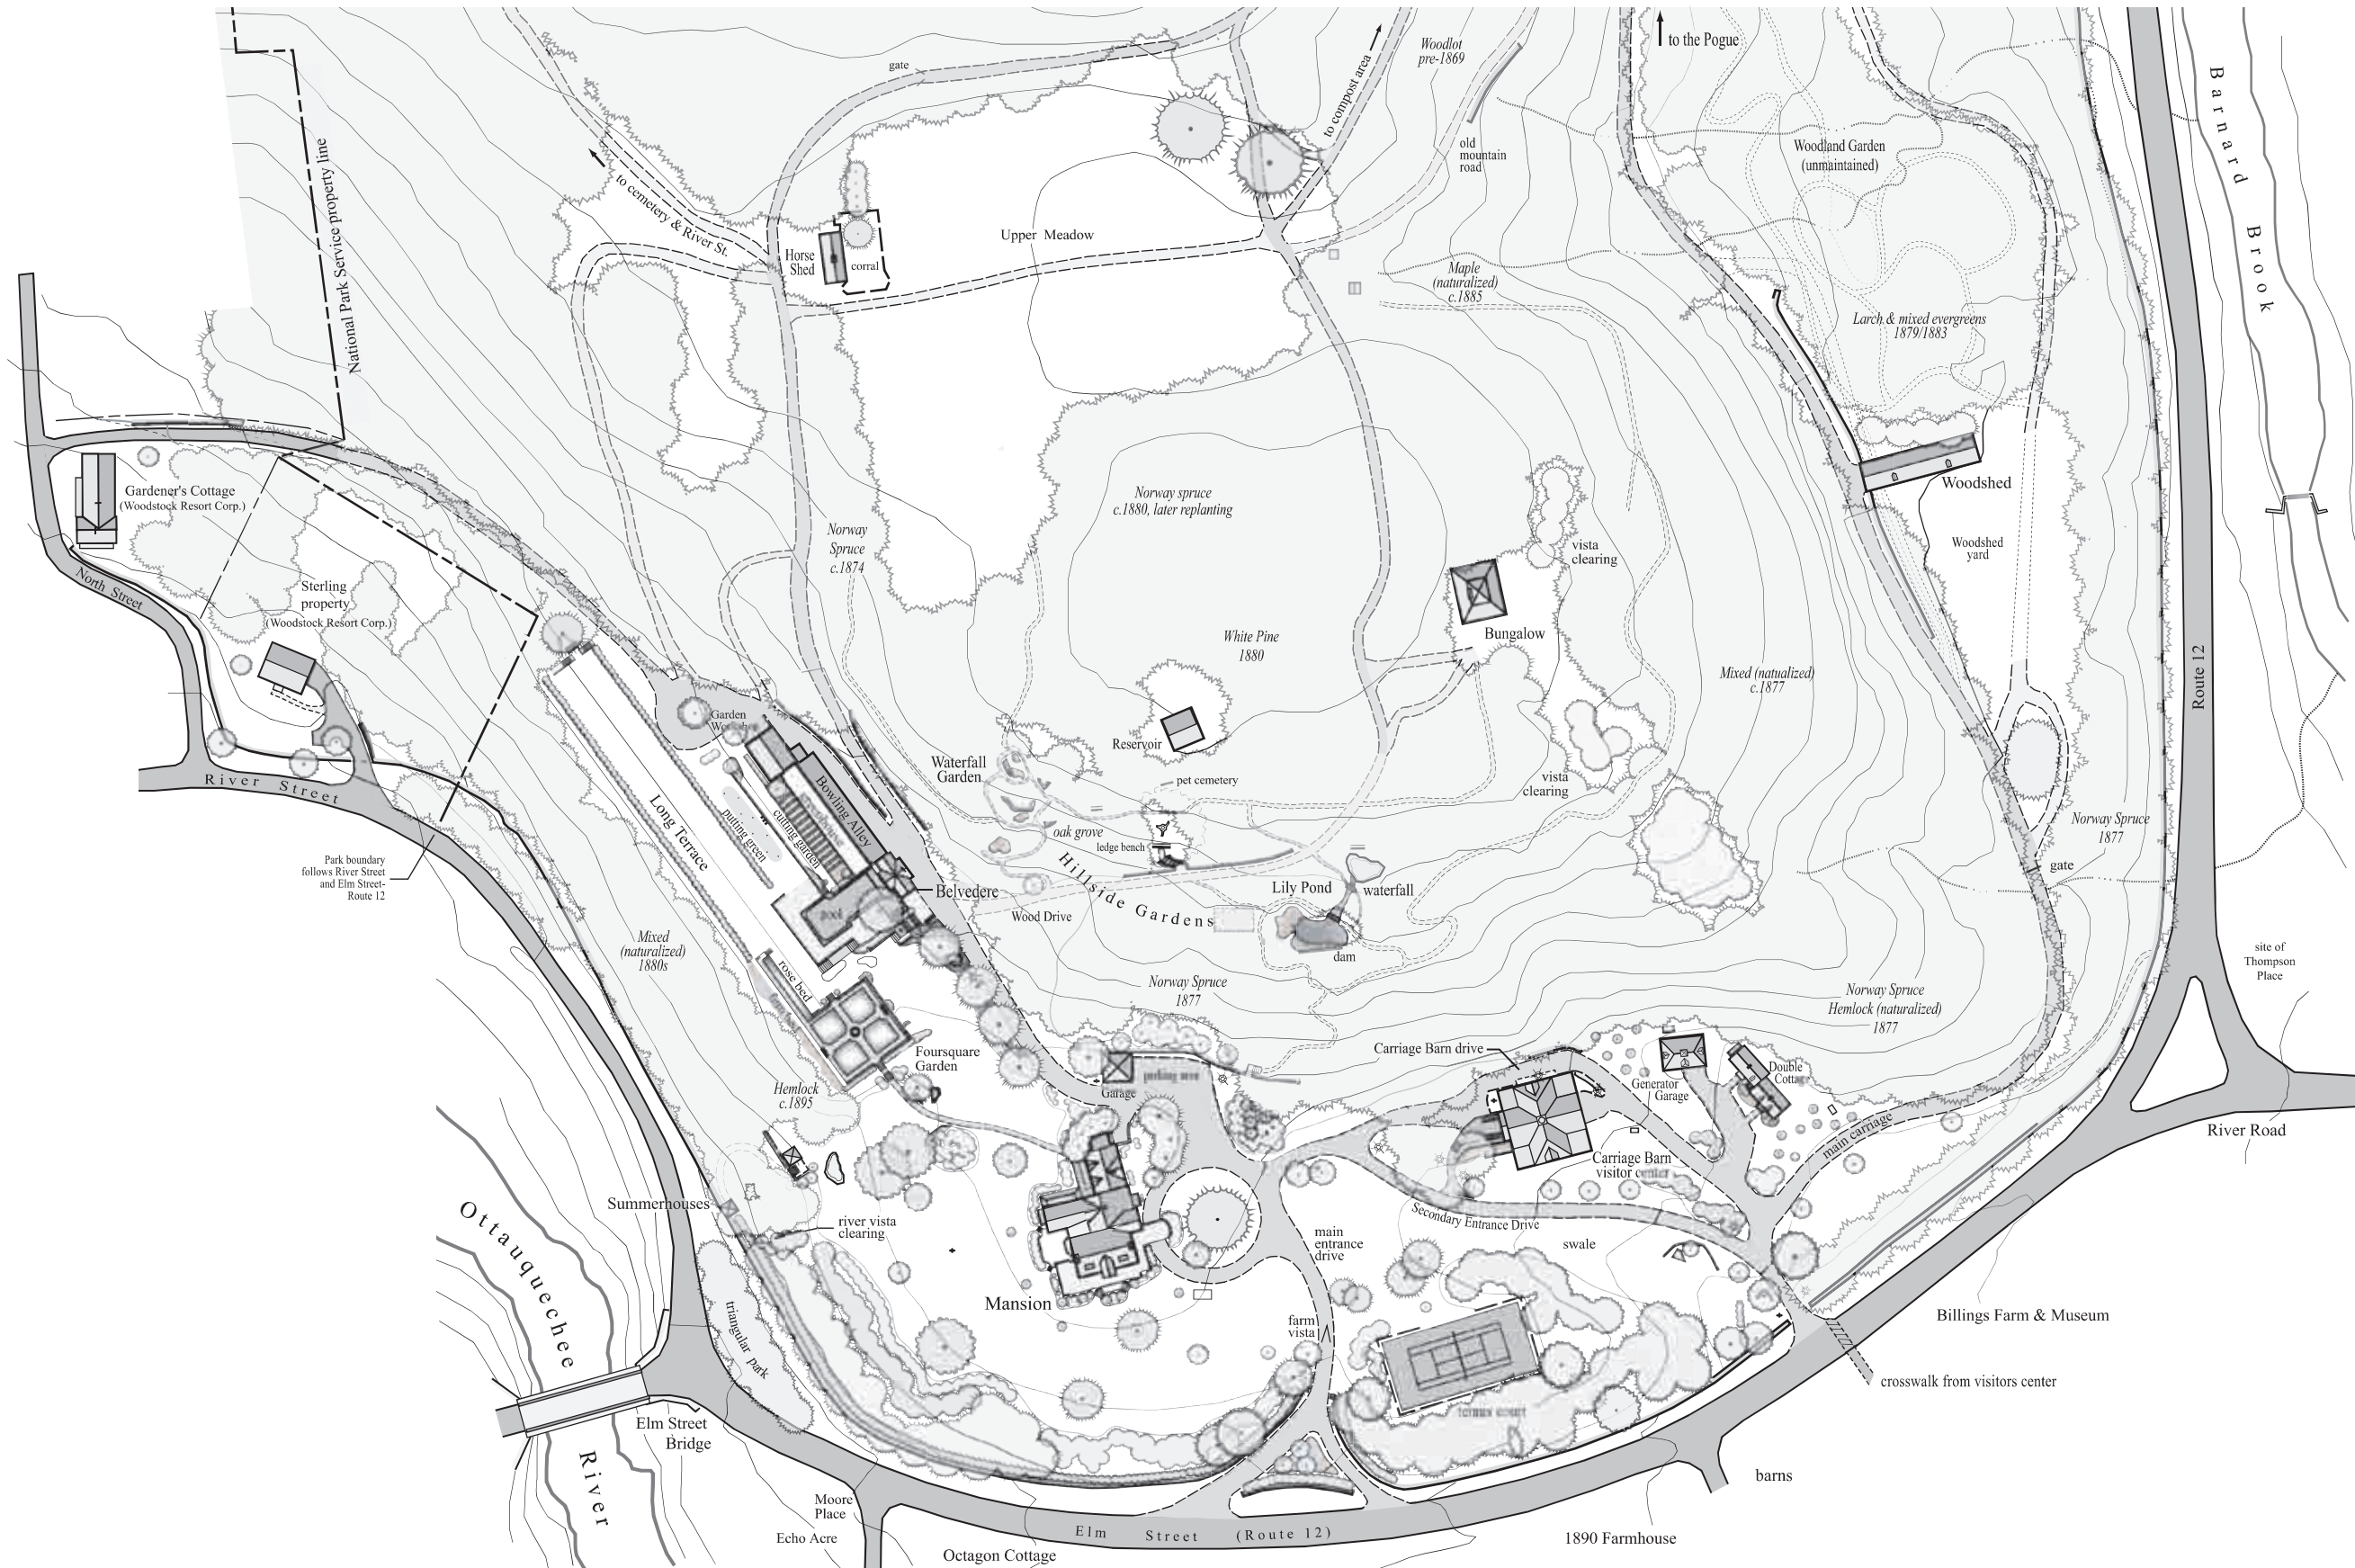 to the Pogue
gate
to compost area
Woodlot
pre-1869
old
mountain
road
Woodland Garden
(unmaintained)
Barnard Brook
National Park Service property line
to cemetery & River St.
Horse
Shed
corral
Upper Meadow
Maple
(naturalized)
c.1885
Larch & mixed evergreens
1879/1883
Gardener's Cottage
(Woodstock Resort Corp.)
North Street
Sterling
property
(Woodstock Resort Corp.)
Norway
Spruce
c.1874
Norway spruce
c.1880, later replanting
vista
clearing
Woodshed
Woodshed
yard
Bungalow
White Pine
1880
Mixed (natualized)
c.1877
Route 12
Reservoir
Garden
River Street
Long Terrace
putting green
cutting garden
Bowling Alley
Waterfall
Garden
pet cemetery
vista
clearing
oak grove
ledge bench
Norway Spruce
1877
gate
Park boundary
follows River Street
and Elm Street-
Route 12
pool
Belvedere
Wood Drive
Hillside Gardens
Lily Pond
waterfall
dam
Mixed
(naturalized)
1880s
rose bed
Norway Spruce
1877
Norway Spruce
Hemlock (naturalized)
1877
site of
Thompson
Place
Foursquare
Garden
Hemlock
c.1895
Garage
parking area
Carriage Barn drive
Generator
Garage
Double
main carriage
River Road
Carriage Barn
visitor center
Summerhouses
river vista
clearing
Secondary Entrance Drive
main
entrance
drive
swale
Ottauquechee
River
Mansion
farm
vista
triangular park
Billings Farm & Museum
crosswalk from visitors center
tennis court
Elm Street
Bridge
barns
Moore
Place
Echo Acre
Elm Street (Route 12)
Octagon Cottage
1890 Farmhouse